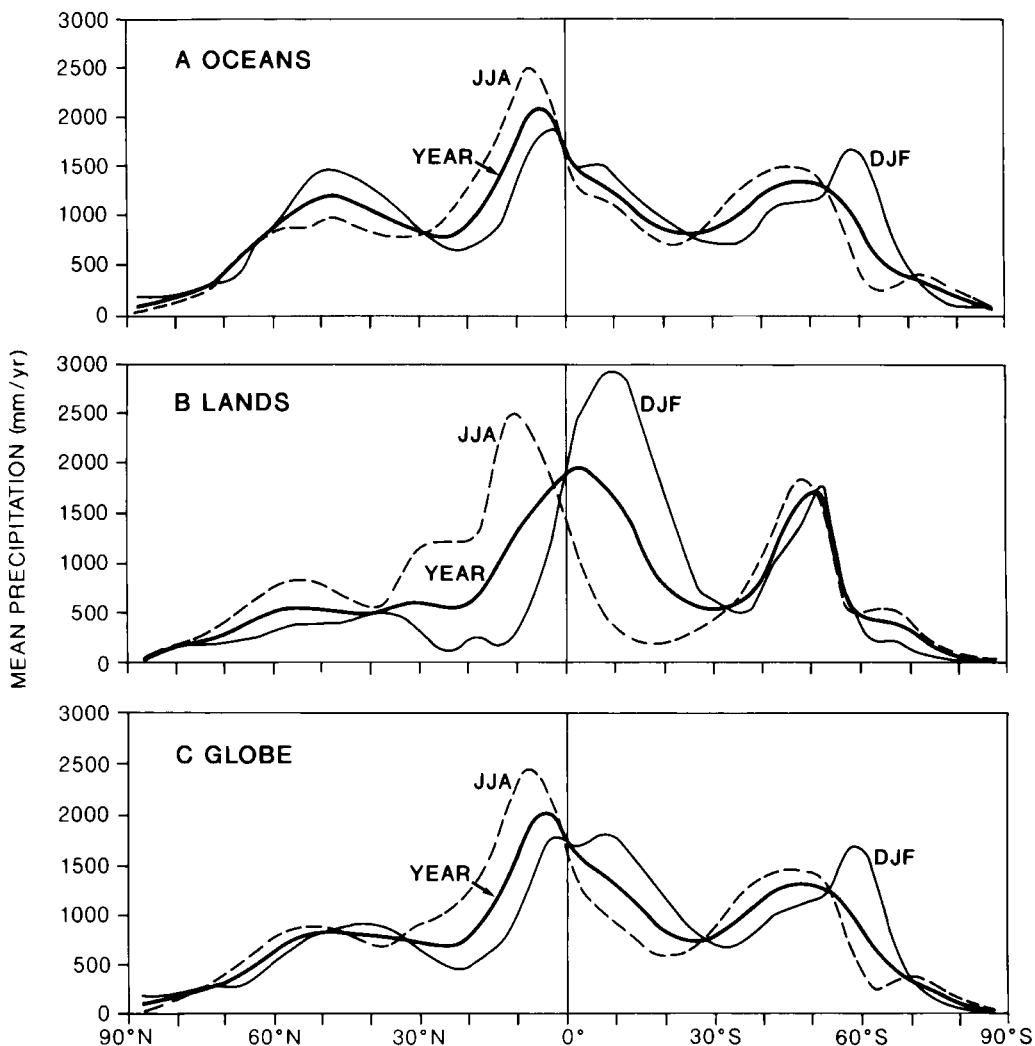 MEAN PRECIPITATION (mm/yr)
A OCEANS
3000
2500
2000
1500
1000
500
0
JJA
YEAR
DJF
B LANDS
3000
2500
2000
1500
1000
500
0
JJA
YEAR
DJF
C GLOBE
3000
2500
2000
1500
1000
500
0
JJA
YEAR
DJF
90°N 60°N 30°N 0° 30°S 60°S 90°S